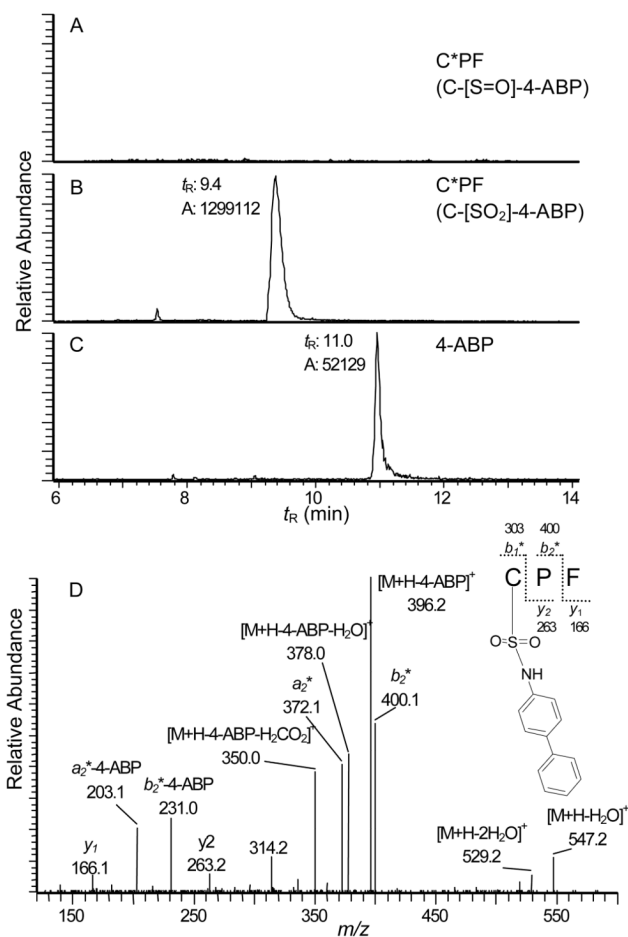 A
C*PF
(C-[S=O]-4-ABP)
B
tR: 9.4
A: 1299112
C*PF
(C-[SO2]-4-ABP)
C
tR: 11.0
A: 52129
4-ABP
Relative Abundance
6 8 10 12 14
tR (min)
D
303 400
b1* b2*
C P F
y2 y1
263 166
O=S=O
NH
[M+H-4-ABP]+
396.2
[M+H-4-ABP-H2O]+
378.0
a2*
372.1
b2*
400.1
[M+H-4-ABP-H2CO2]+
350.0
a2*-4-ABP
203.1
b2*-4-ABP
231.0
y1
166.1
y2
263.2
314.2
[M+H-2H2O]+
529.2
[M+H-H2O]+
547.2
Relative Abundance
150 250 350 450 550
m/z